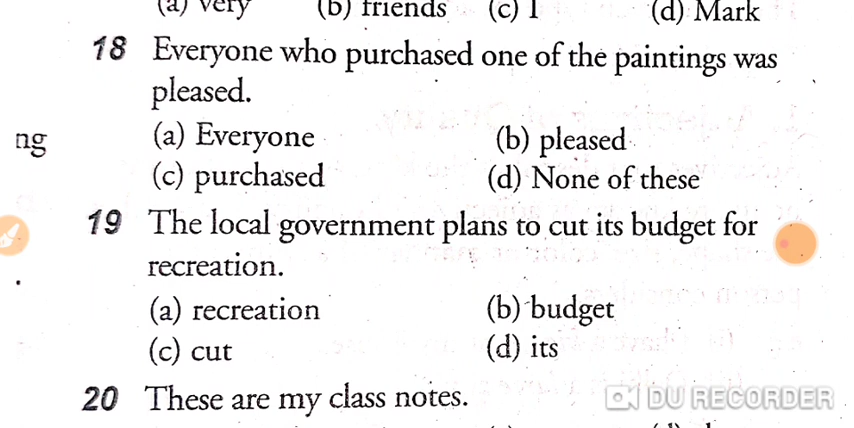 (a) very (b) friends (c) I (d) Mark
18 Everyone who purchased one of the paintings was
pleased.
ng
(a) Everyone (b) pleased
(c) purchased (d) None of these
19 The local government plans to cut its budget for
recreation.
(a) recreation (b) budget
(c) cut (d) its
20 These are my class notes.
DU RECORDER